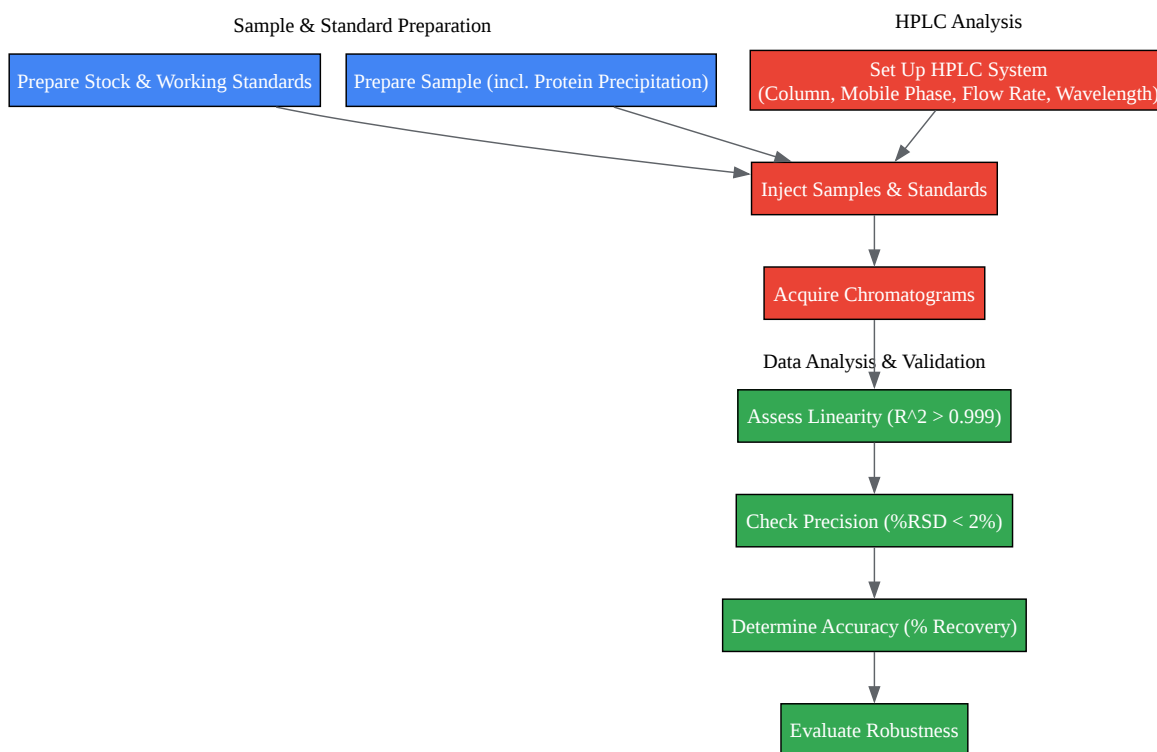 Sample & Standard Preparation
HPLC Analysis
Prepare Stock & Working Standards
Prepare Sample (incl. Protein Precipitation)
Set Up HPLC System
(Column, Mobile Phase, Flow Rate, Wavelength)
Inject Samples & Standards
Acquire Chromatograms
Data Analysis & Validation
Assess Linearity (R^2 > 0.999)
Check Precision (%RSD < 2%)
Determine Accuracy (% Recovery)
Evaluate Robustness